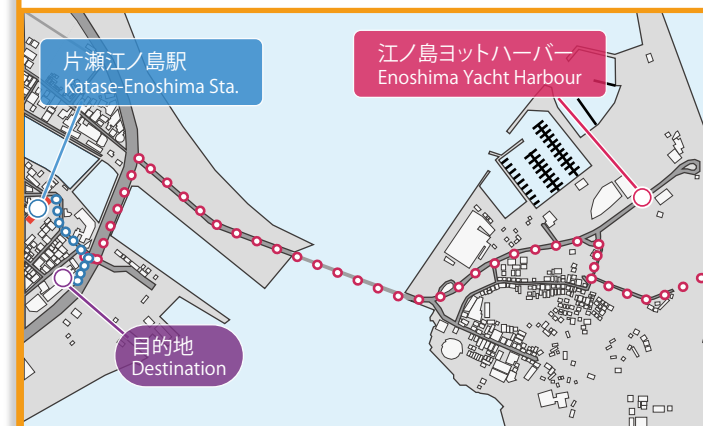 片瀬江ノ島駅
Katase-Enoshima Sta.
江ノ島ヨットハーバー
Enoshima Yacht Harbour
目的地
Destination